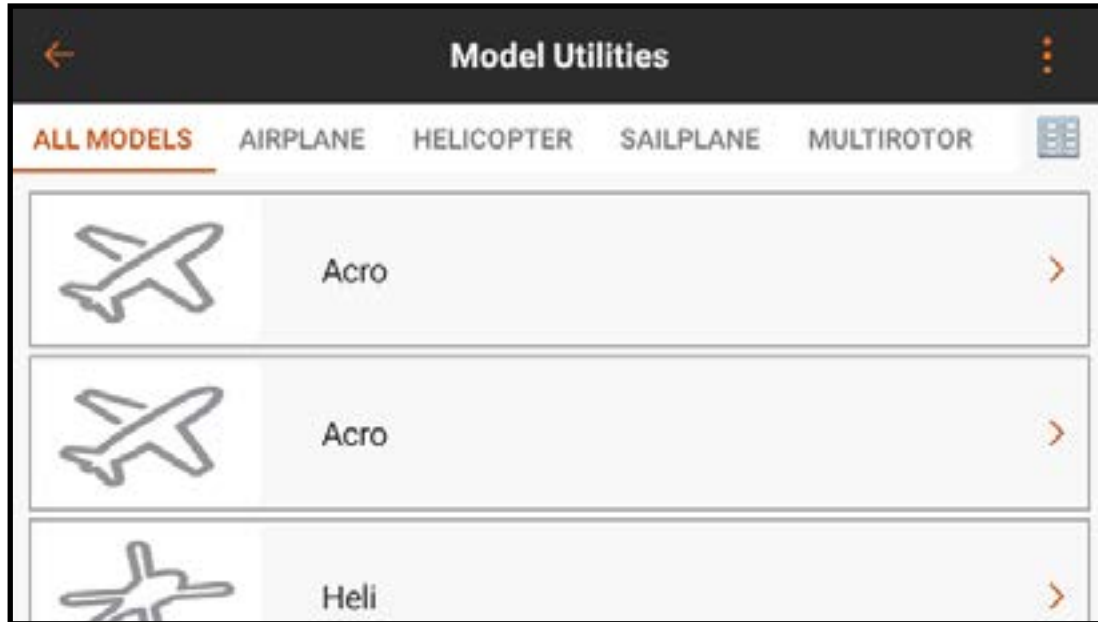 Model Utilities
ALL MODELS AIRPLANE HELICOPTER SAILPLANE MULTIROTOR
Acro
Acro
Heli